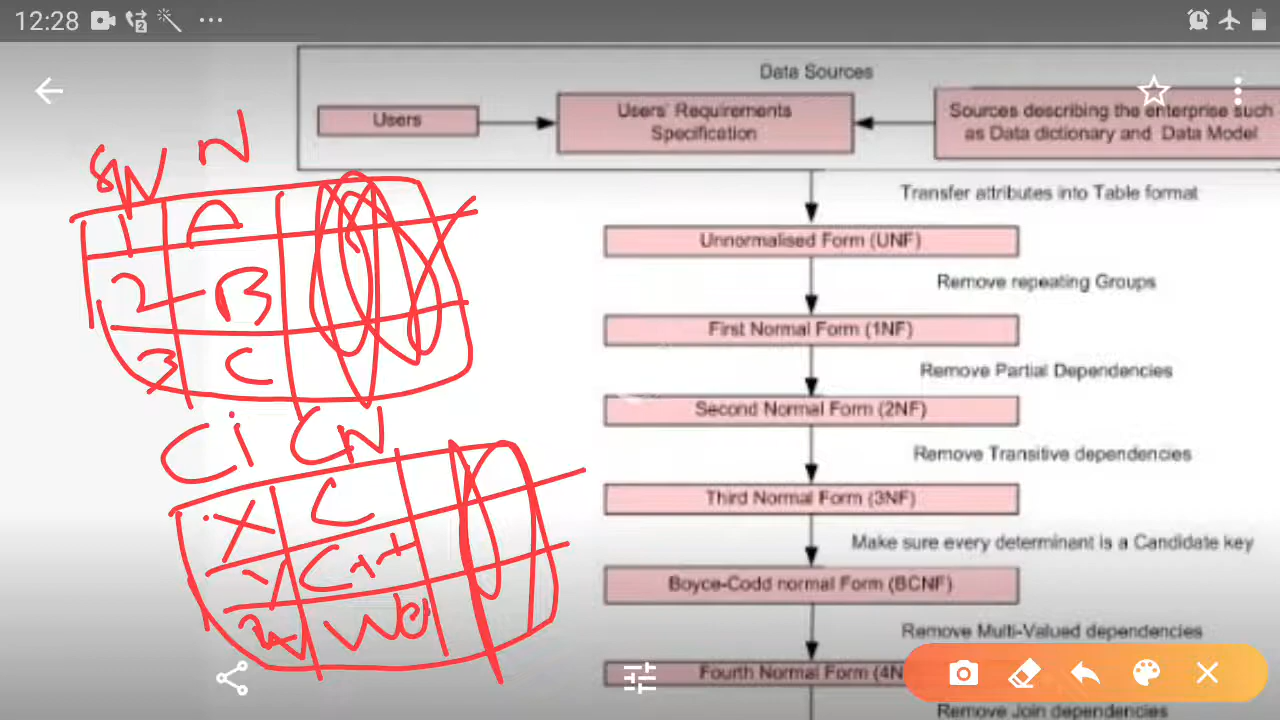 12:28
Data Sources
Users
Users' Requirements Specification
Sources describing the enterprise such as Data dictionary and Data Model
Transfer attributes into Table format
Unnormalised Form (UNF)
Remove repeating Groups
First Normal Form (1NF)
Remove Partial Dependencies
Second Normal Form (2NF)
Remove Transitive dependencies
Third Normal Form (3NF)
Make sure every determinant is a Candidate key
Boyce-Codd normal Form (BCNF)
Remove Multi-Valued dependencies
Fourth Normal Form (4N
Remove Join dependencies
N
1 A
2 B
3 C
Ci CN
X C
Y C++